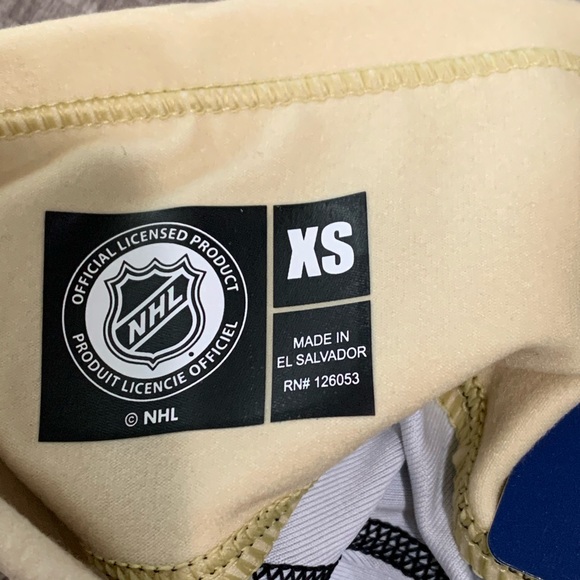 OFFICIAL LICENSED PRODUCT
NHL
PRODUIT LICENCIE OFFICIEL
© NHL
XS
MADE IN
EL SALVADOR
RN# 126053